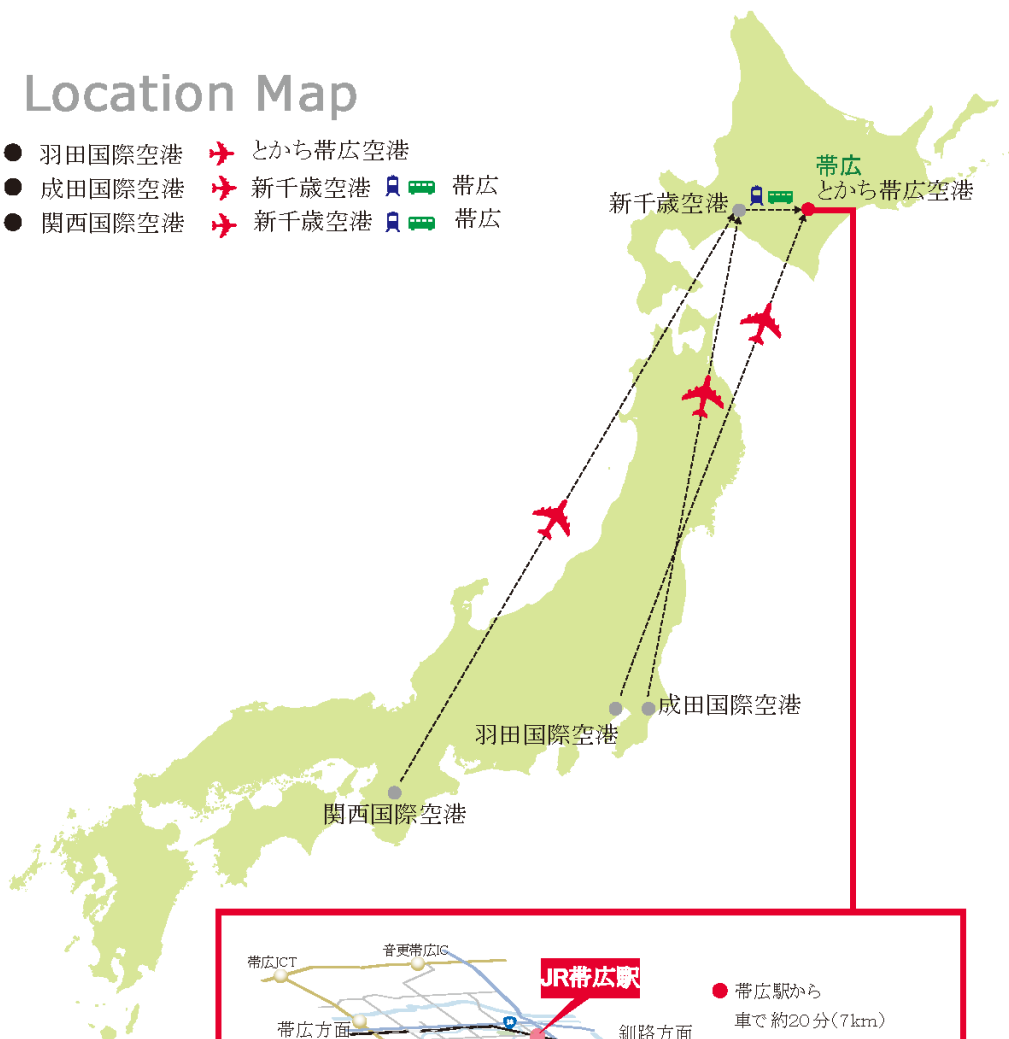 Location Map
● 羽田国際空港 とかち帯広空港
● 成田国際空港 新千歳空港 帯広
● 関西国際空港 新千歳空港 帯広
帯広
新千歳空港 とかち帯広空港
成田国際空港
羽田国際空港
関西国際空港
帯広JCT
音更帯広IC
JR帯広駅
● 帯広駅から
車で約20分(7km)
帯広方面
釧路方面